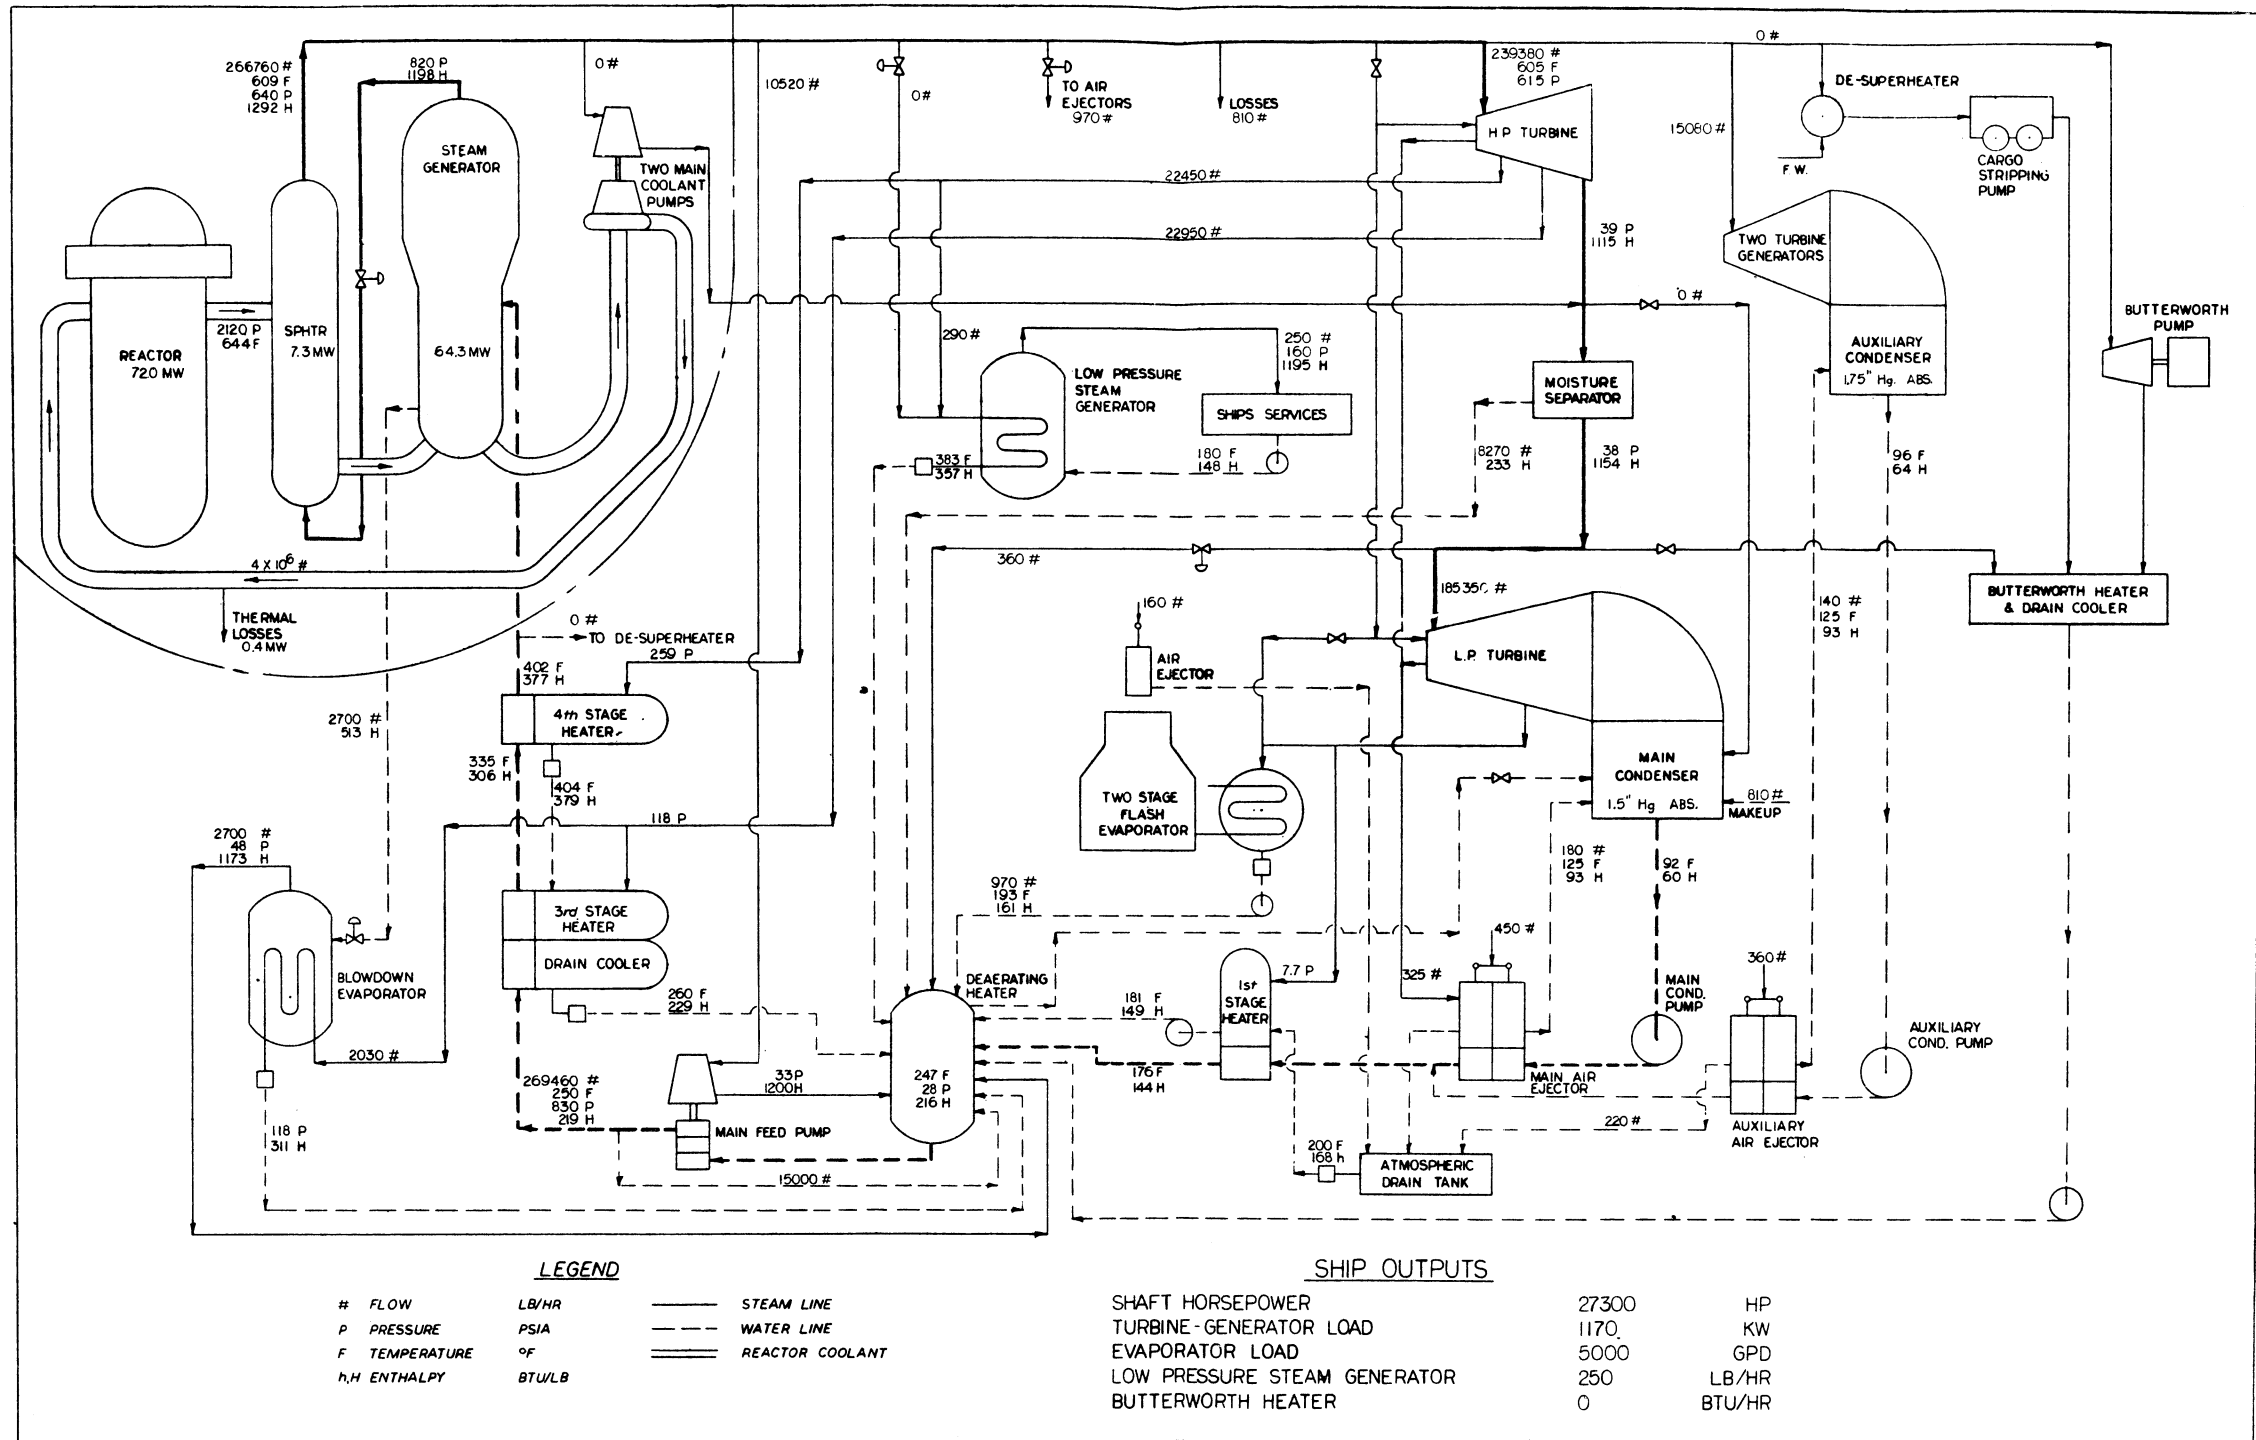 266760 #
609 F
640 P
1292 H
820 P
1198 H
STEAM
GENERATOR
64.3 MW
SPHTR
7.3 MW
REACTOR
72.0 MW
2120 P
644 F
4 X 10⁶ #
THERMAL
LOSSES
0.4 MW
0 #
TWO MAIN
COOLANT
PUMPS
10520 #
0 #
TO AIR
EJECTORS
970 #
LOSSES
810 #
239380 #
605 F
615 P
H P TURBINE
0 #
DE-SUPERHEATER
15080 #
F. W.
CARGO
STRIPPING
PUMP
22450 #
22950 #
39 P
1115 H
TWO TURBINE
GENERATORS
0 #
AUXILIARY
CONDENSER
1.75" Hg. ABS.
BUTTERWORTH
PUMP
290 #
250 #
160 P
1195 H
LOW PRESSURE
STEAM
GENERATOR
SHIPS SERVICES
383 F
357 H
180 F
148 H
MOISTURE
SEPARATOR
8270 #
233 H
38 P
1154 H
96 F
64 H
360 #
BUTTERWORTH HEATER
& DRAIN COOLER
140 #
125 F
93 H
0 #
TO DE-SUPERHEATER
259 P
402 F
377 H
4th STAGE
HEATER
335 F
306 H
404 F
379 H
118 P
2700 #
513 H
160 #
AIR
EJECTOR
L.P. TURBINE
TWO STAGE
FLASH
EVAPORATOR
MAIN
CONDENSER
1.5" Hg ABS.
810 #
MAKEUP
2700 #
48 P
1173 H
BLOWDOWN
EVAPORATOR
3rd STAGE
HEATER
DRAIN COOLER
260 F
229 H
2030 #
118 P
311 H
970 #
193 F
161 H
DEAERATING
HEATER
247 F
28 P
216 H
181 F
149 H
1st
STAGE
HEATER
7.7 P
325 #
450 #
180 #
125 F
93 H
92 F
60 H
MAIN
COND.
PUMP
360 #
AUXILIARY
COND. PUMP
176 F
144 H
MAIN AIR
EJECTOR
269460 #
250 F
830 P
219 H
33 P
1200 H
MAIN FEED PUMP
15000 #
200 F
168 h
ATMOSPHERIC
DRAIN TANK
220 #
AUXILIARY
AIR EJECTOR
LEGEND
# FLOW LB/HR STEAM LINE
P PRESSURE PSIA WATER LINE
F TEMPERATURE °F REACTOR COOLANT
h,H ENTHALPY BTU/LB
SHIP OUTPUTS
SHAFT HORSEPOWER 27300 HP
TURBINE-GENERATOR LOAD 1170. KW
EVAPORATOR LOAD 5000 GPD
LOW PRESSURE STEAM GENERATOR 250 LB/HR
BUTTERWORTH HEATER 0 BTU/HR